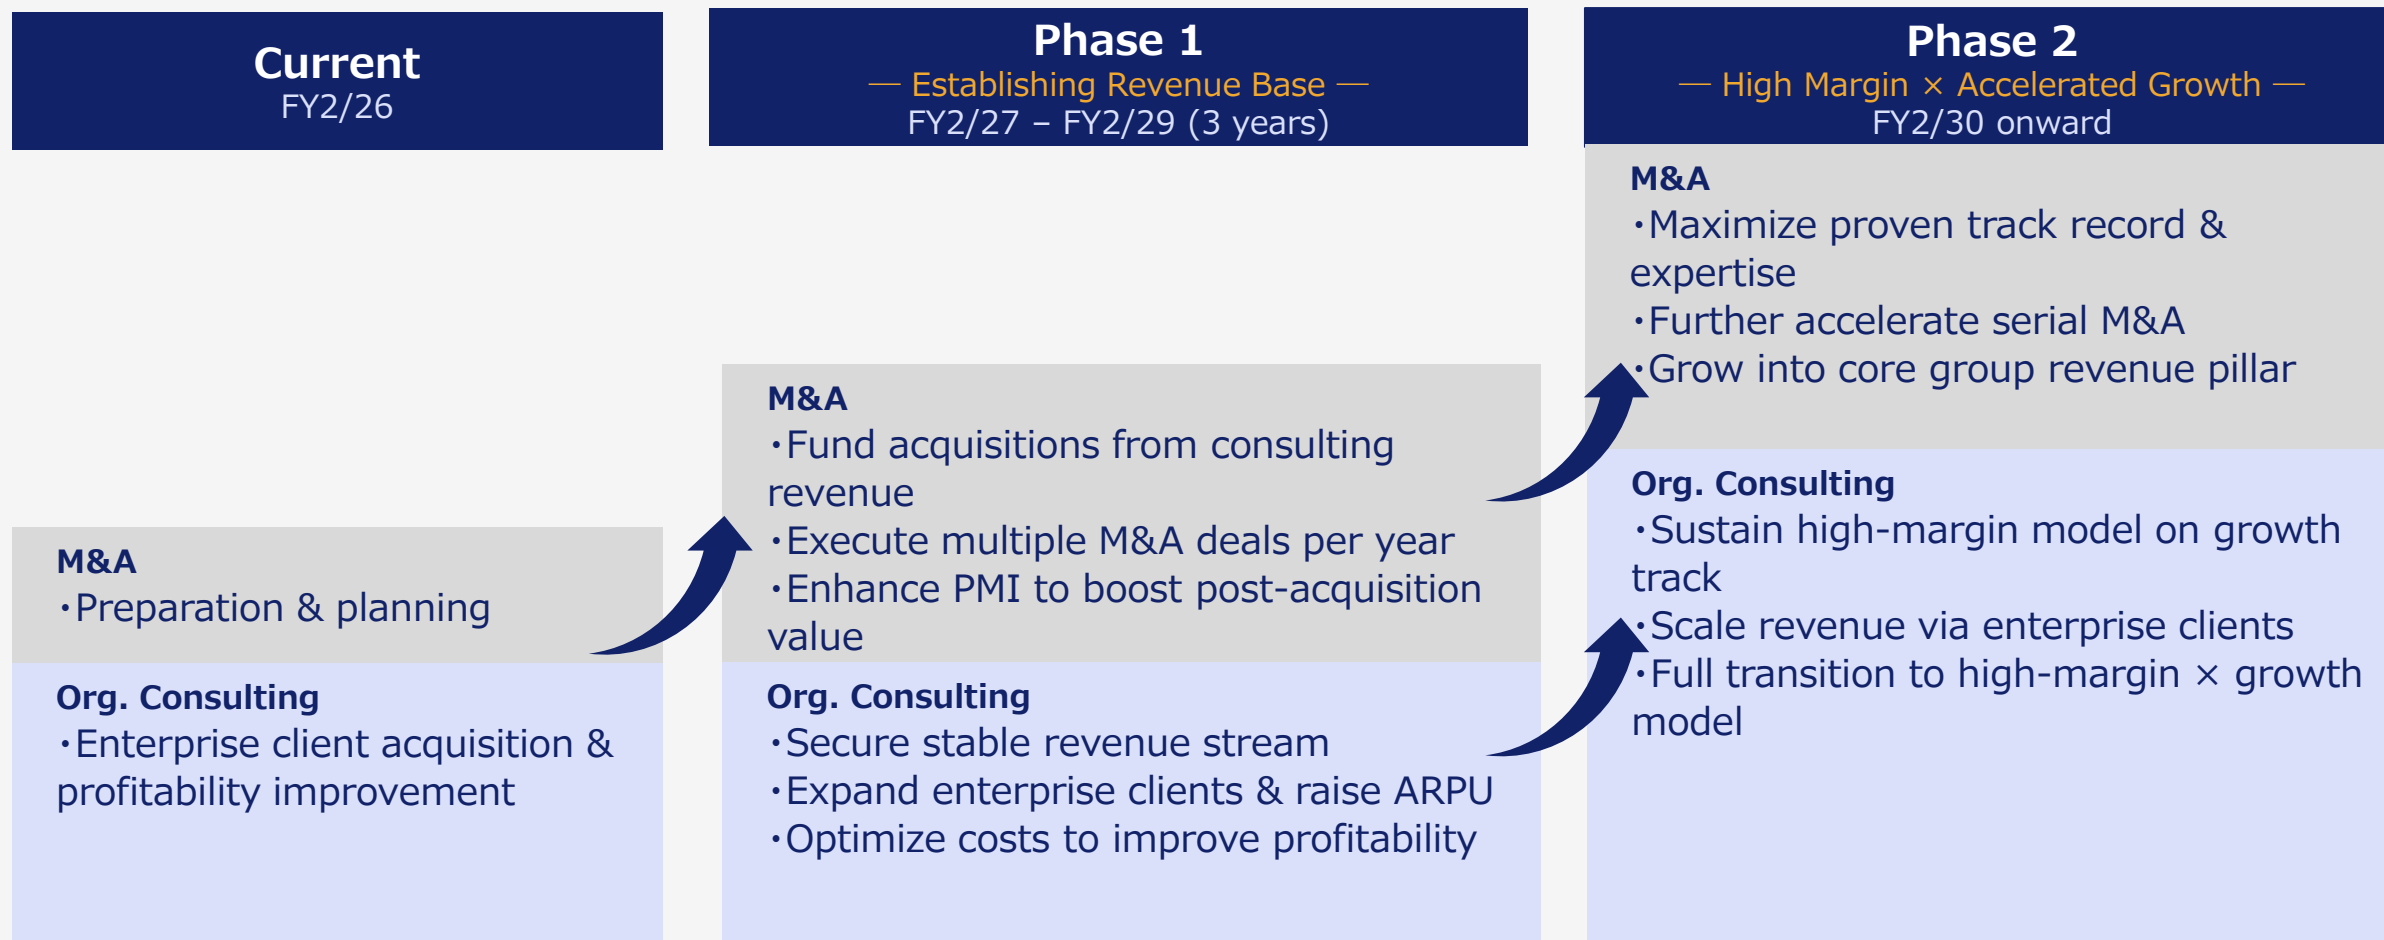 Current
FY2/26
M&A
・Preparation & planning
Org. Consulting
・Enterprise client acquisition &
profitability improvement
Phase 1
— Establishing Revenue Base —
FY2/27 – FY2/29 (3 years)
M&A
・Fund acquisitions from consulting
revenue
・Execute multiple M&A deals per year
・Enhance PMI to boost post-acquisition
value
Org. Consulting
・Secure stable revenue stream
・Expand enterprise clients & raise ARPU
・Optimize costs to improve profitability
Phase 2
— High Margin × Accelerated Growth —
FY2/30 onward
M&A
・Maximize proven track record &
expertise
・Further accelerate serial M&A
・Grow into core group revenue pillar
Org. Consulting
・Sustain high-margin model on growth
track
・Scale revenue via enterprise clients
・Full transition to high-margin × growth
model